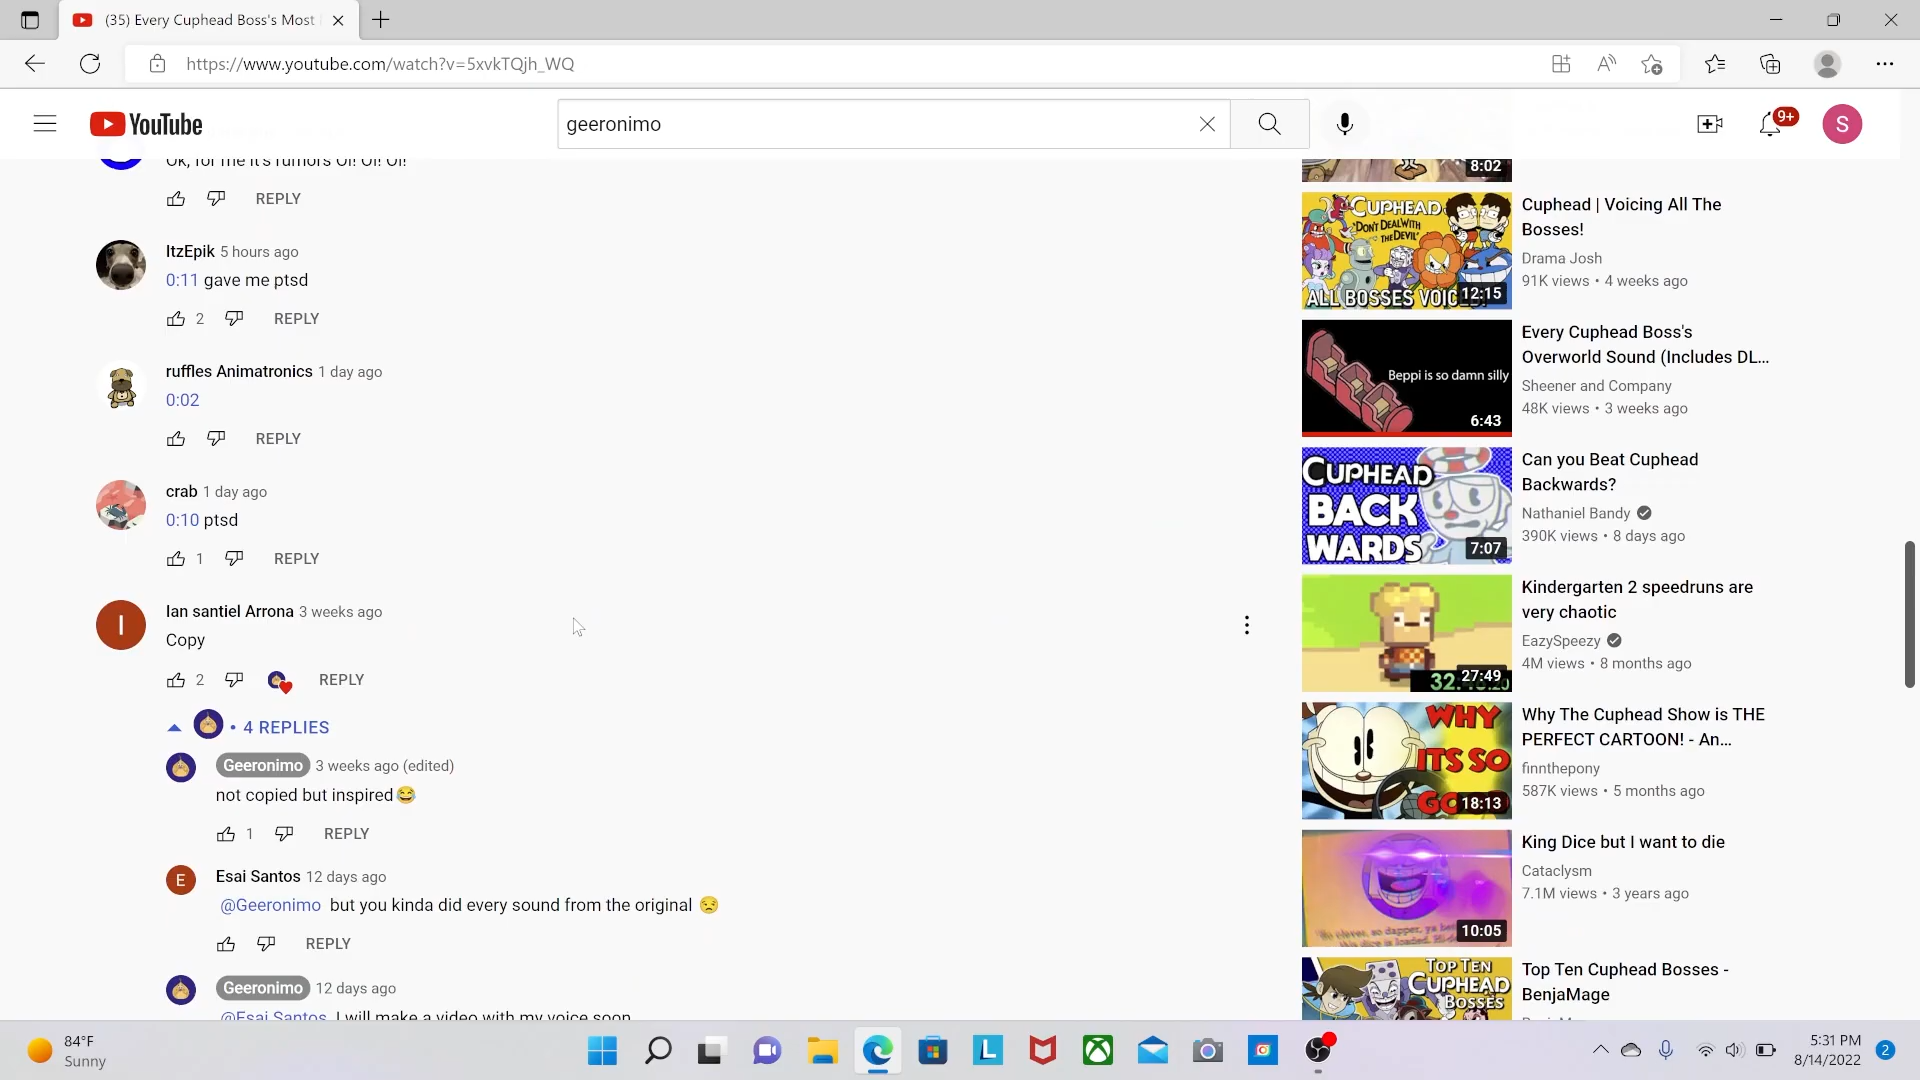 (35) Every Cuphead Boss's Most
https://www.youtube.com/watch?v=5xvkTQjh_WQ
YouTube
geeronimo
9+
S
Ok, for me it's rumors Oi! Oi! Oi!
REPLY
ItzEpik 5 hours ago
0:11 gave me ptsd
2 REPLY
ruffles Animatronics 1 day ago
0:02
REPLY
crab 1 day ago
0:10 ptsd
1 REPLY
I
Ian santiel Arrona 3 weeks ago
Copy
2 REPLY
• 4 REPLIES
Geeronimo 3 weeks ago (edited)
not copied but inspired😂
1 REPLY
E
Esai Santos 12 days ago
@Geeronimo but you kinda did every sound from the original 😒
REPLY
Geeronimo 12 days ago
@Esai Santos I will make a video with my voice soon
8:02
CUPHEAD
"DON'T DEAL WITH
THE DEVIL"
ALL BOSSES VOICED!
12:15
Cuphead | Voicing All The
Bosses!
Drama Josh
91K views • 4 weeks ago
Beppi is so damn silly
6:43
Every Cuphead Boss's
Overworld Sound (Includes DL...
Sheener and Company
48K views • 3 weeks ago
CUPHEAD
BACK
WARDS
7:07
Can you Beat Cuphead
Backwards?
Nathaniel Bandy
390K views • 8 days ago
27:49
Kindergarten 2 speedruns are
very chaotic
EazySpeezy
4M views • 8 months ago
WHY
ITS SO
18:13
Why The Cuphead Show is THE
PERFECT CARTOON! - An...
finnthepony
587K views • 5 months ago
10:05
King Dice but I want to die
Cataclysm
7.1M views • 3 years ago
TOP TEN
CUPHEAD
BOSSES
Top Ten Cuphead Bosses -
BenjaMage
84°F
Sunny
L
5:31 PM
8/14/2022
2